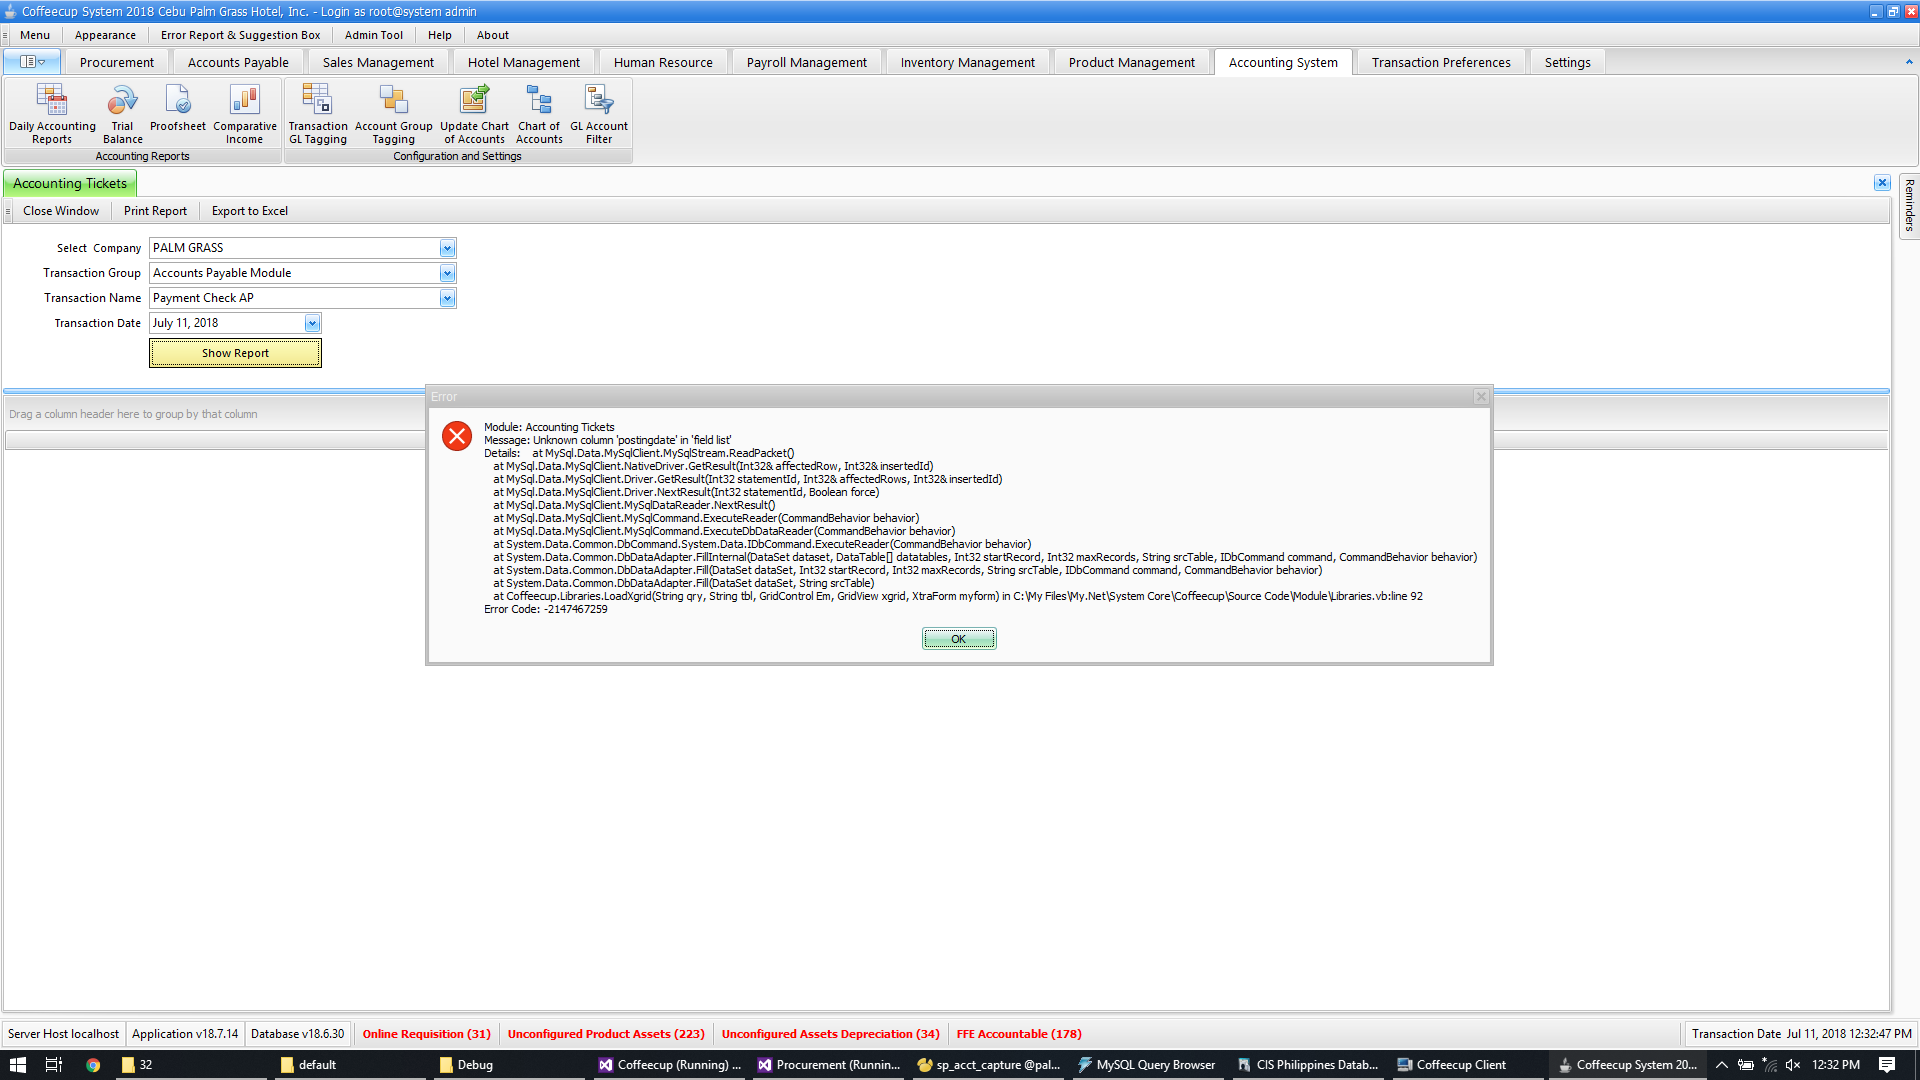 Coffeecup System 2018 Cebu Palm Grass Hotel, Inc. - Login as root@system admin
Menu Appearance Error Report & Suggestion Box Admin Tool Help About
Procurement Accounts Payable Sales Management Hotel Management Human Resource Payroll Management Inventory Management Product Management Accounting System Transaction Preferences Settings
Daily Accounting Reports
Trial Balance
Proofsheet
Comparative Income
Transaction GL Tagging
Account Group Tagging
Update Chart of Accounts
Chart of Accounts
GL Account Filter
Accounting Reports
Configuration and Settings
Accounting Tickets
Reminders
Close Window Print Report Export to Excel
Select Company PALM GRASS
Transaction Group Accounts Payable Module
Transaction Name Payment Check AP
Transaction Date July 11, 2018
Show Report
Drag a column header here to group by that column
Error
Module: Accounting Tickets
Message: Unknown column 'postingdate' in 'field list'
Details: at MySql.Data.MySqlClient.MySqlStream.ReadPacket()
at MySql.Data.MySqlClient.NativeDriver.GetResult(Int32& affectedRow, Int32& insertedId)
at MySql.Data.MySqlClient.Driver.GetResult(Int32 statementId, Int32& affectedRows, Int32& insertedId)
at MySql.Data.MySqlClient.Driver.NextResult(Int32 statementId, Boolean force)
at MySql.Data.MySqlClient.MySqlDataReader.NextResult()
at MySql.Data.MySqlClient.MySqlCommand.ExecuteReader(CommandBehavior behavior)
at MySql.Data.MySqlClient.MySqlCommand.ExecuteDbDataReader(CommandBehavior behavior)
at System.Data.Common.DbCommand.System.Data.IDbCommand.ExecuteReader(CommandBehavior behavior)
at System.Data.Common.DbDataAdapter.FillInternal(DataSet dataset, DataTable[] datatables, Int32 startRecord, Int32 maxRecords, String srcTable, IDbCommand command, CommandBehavior behavior)
at System.Data.Common.DbDataAdapter.Fill(DataSet dataSet, Int32 startRecord, Int32 maxRecords, String srcTable, IDbCommand command, CommandBehavior behavior)
at System.Data.Common.DbDataAdapter.Fill(DataSet dataSet, String srcTable)
at Coffeecup.Libraries.LoadXgrid(String qry, String tbl, GridControl Em, GridView xgrid, XtraForm myform) in C:\My Files\My.Net\System Core\Coffeecup\Source Code\Module\Libraries.vb:line 92
Error Code: -2147467259
OK
Server Host localhost Application v18.7.14 Database v18.6.30 Online Requisition (31) Unconfigured Product Assets (223) Unconfigured Assets Depreciation (34) FFE Accountable (178) Transaction Date Jul 11, 2018 12:32:47 PM
32 default Debug Coffeecup (Running) ... Procurement (Runnin... sp_acct_capture @pal... MySQL Query Browser CIS Philippines Datab... Coffeecup Client Coffeecup System 20... 12:32 PM